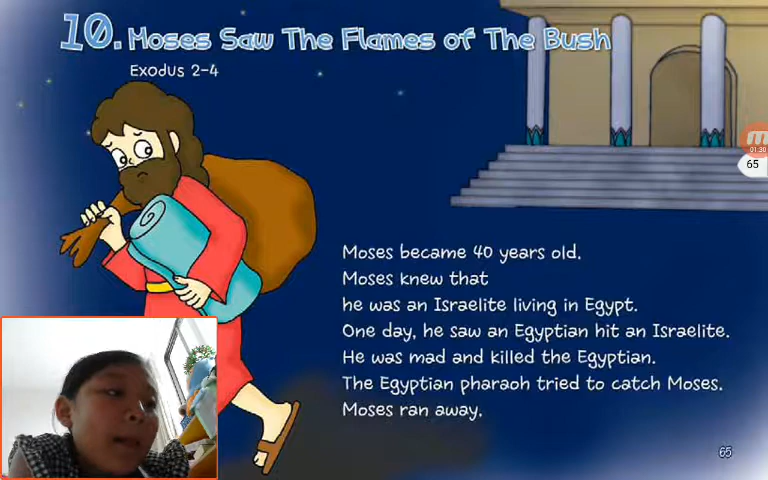 10. Moses Saw The Flames of The Bush
Exodus 2-4
M
01:30
65
Moses became 40 years old.
Moses knew that
he was an Israelite living in Egypt.
One day, he saw an Egyptian hit an Israelite.
He was mad and killed the Egyptian.
The Egyptian pharaoh tried to catch Moses.
Moses ran away.
65